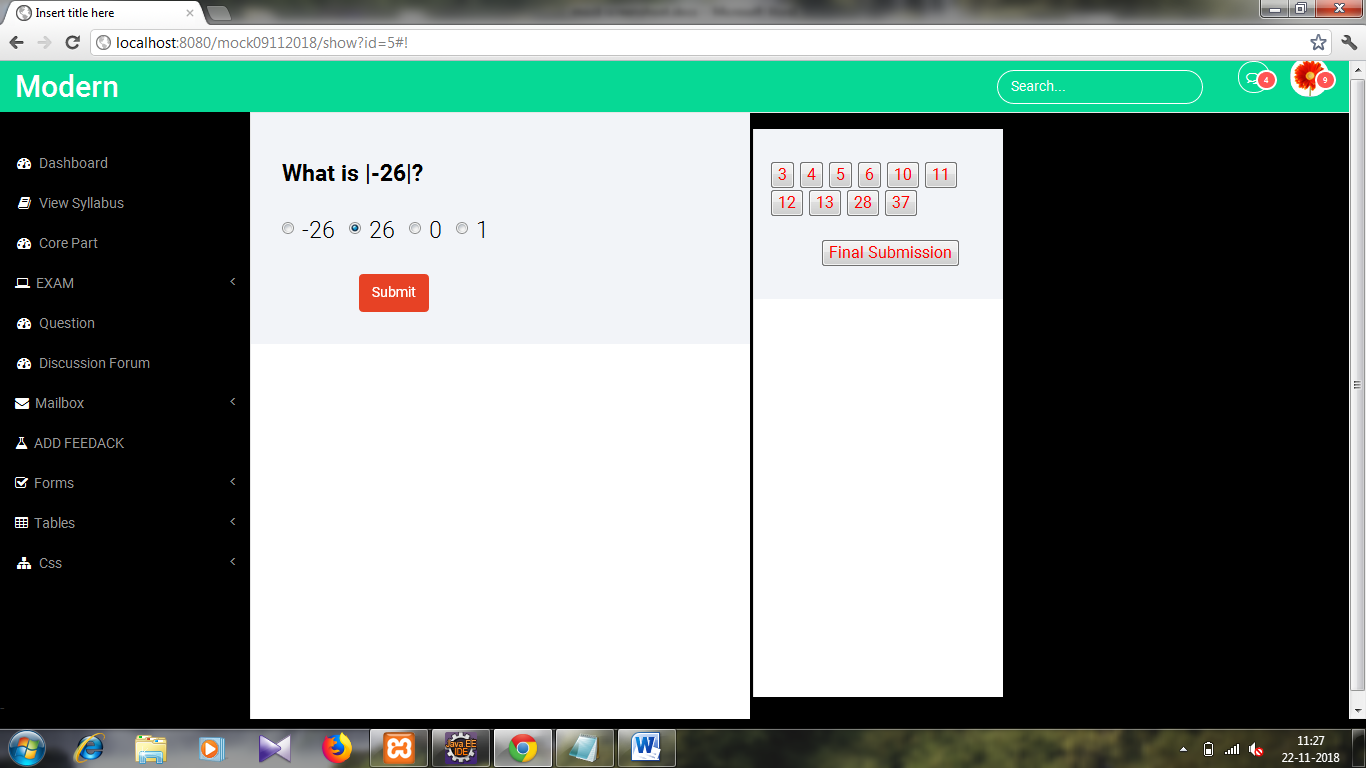 Insert title here
localhost:8080/mock09112018/show?id=5#!
Modern
Search...
4
9
Dashboard
View Syllabus
Core Part
EXAM
Question
Discussion Forum
Mailbox
ADD FEEDACK
Forms
Tables
Css
What is |-26|?
-26 26 0 1
Submit
3 4 5 6 10 11
12 13 28 37
Final Submission
Java EE
IDE
11:27
22-11-2018